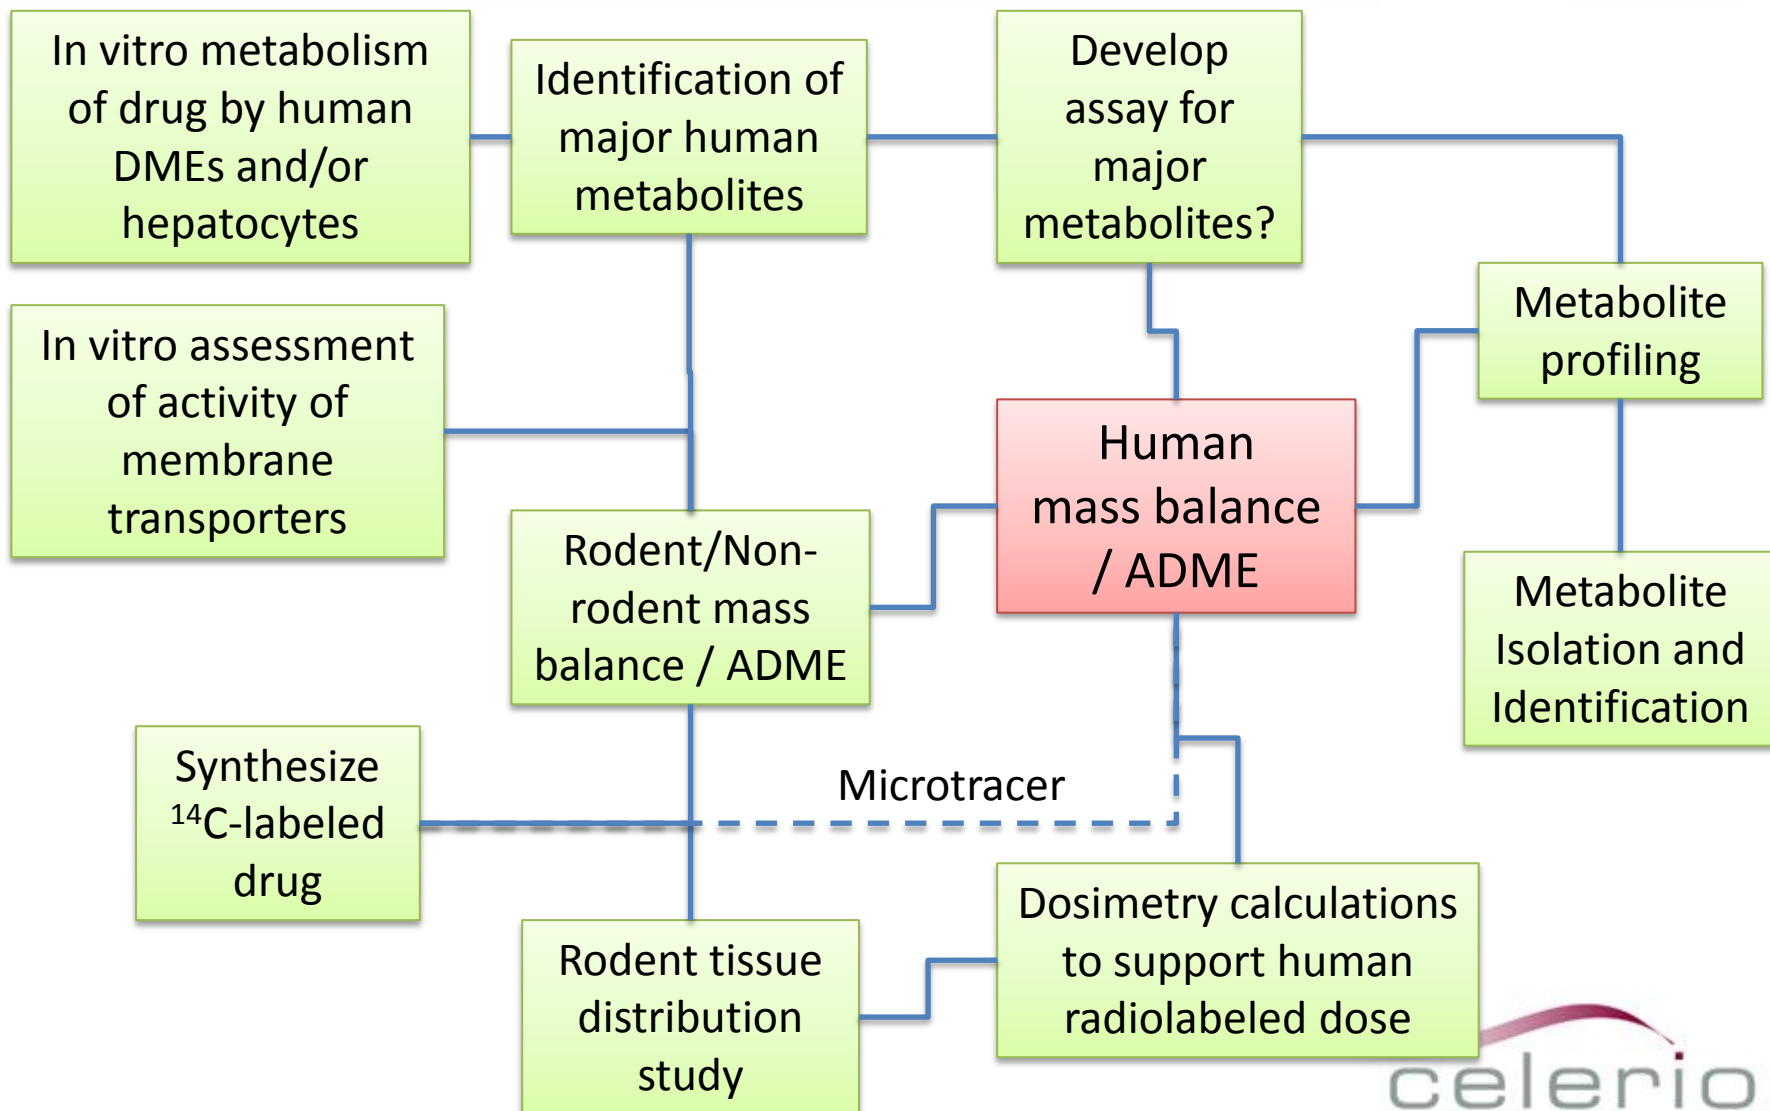 In vitro metabolism
of drug by human
DMEs and/or
hepatocytes
Identification of
major human
metabolites
Develop
assay for
major
metabolites?
In vitro assessment
of activity of
membrane
transporters
Metabolite
profiling
Human
mass balance
/ ADME
Rodent/Non-
rodent mass
balance / ADME
Metabolite
Isolation and
Identification
Synthesize
¹⁴C-labeled
drug
Microtracer
Rodent tissue
distribution
study
Dosimetry calculations
to support human
radiolabeled dose
celerio